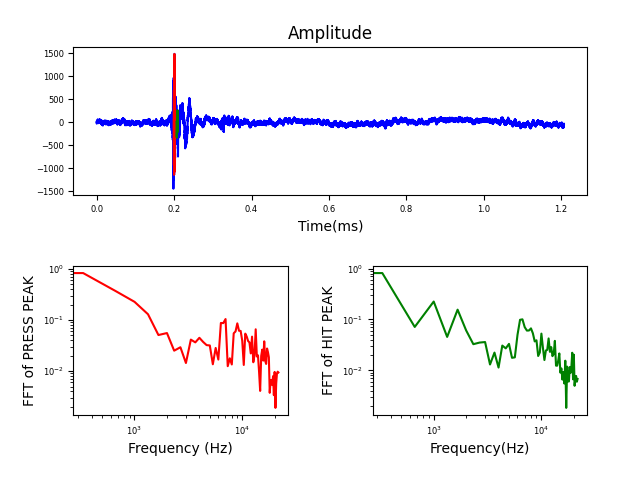 Amplitude
1500
1000
500
0
−500
−1000
−1500
0.0 0.2 0.4 0.6 0.8 1.0 1.2
Time(ms)
FFT of PRESS PEAK
10⁰
10⁻¹
10⁻²
10³ 10⁴
Frequency (Hz)
FFT of HIT PEAK
10⁰
10⁻¹
10⁻²
10³ 10⁴
Frequency(Hz)